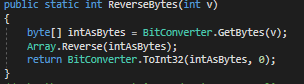 public static int ReverseBytes(int v)
{
byte[] intAsBytes = BitConverter.GetBytes(v);
Array.Reverse(intAsBytes);
return BitConverter.ToInt32(intAsBytes, 0);
}